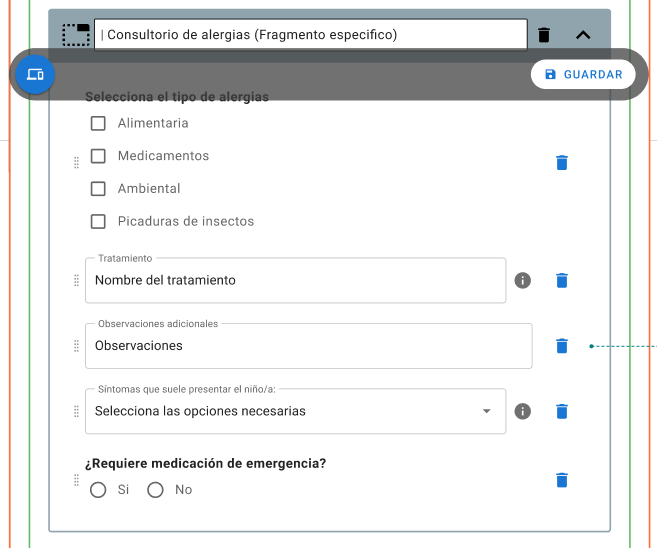 | Consultorio de alergias (Fragmento especifico)
GUARDAR
Selecciona el tipo de alergias
Alimentaria
Medicamentos
Ambiental
Picaduras de insectos
Tratamiento
Nombre del tratamiento
Observaciones adicionales
Observaciones
Síntomas que suele presentar el niño/a:
Selecciona las opciones necesarias
¿Requiere medicación de emergencia?
Si No